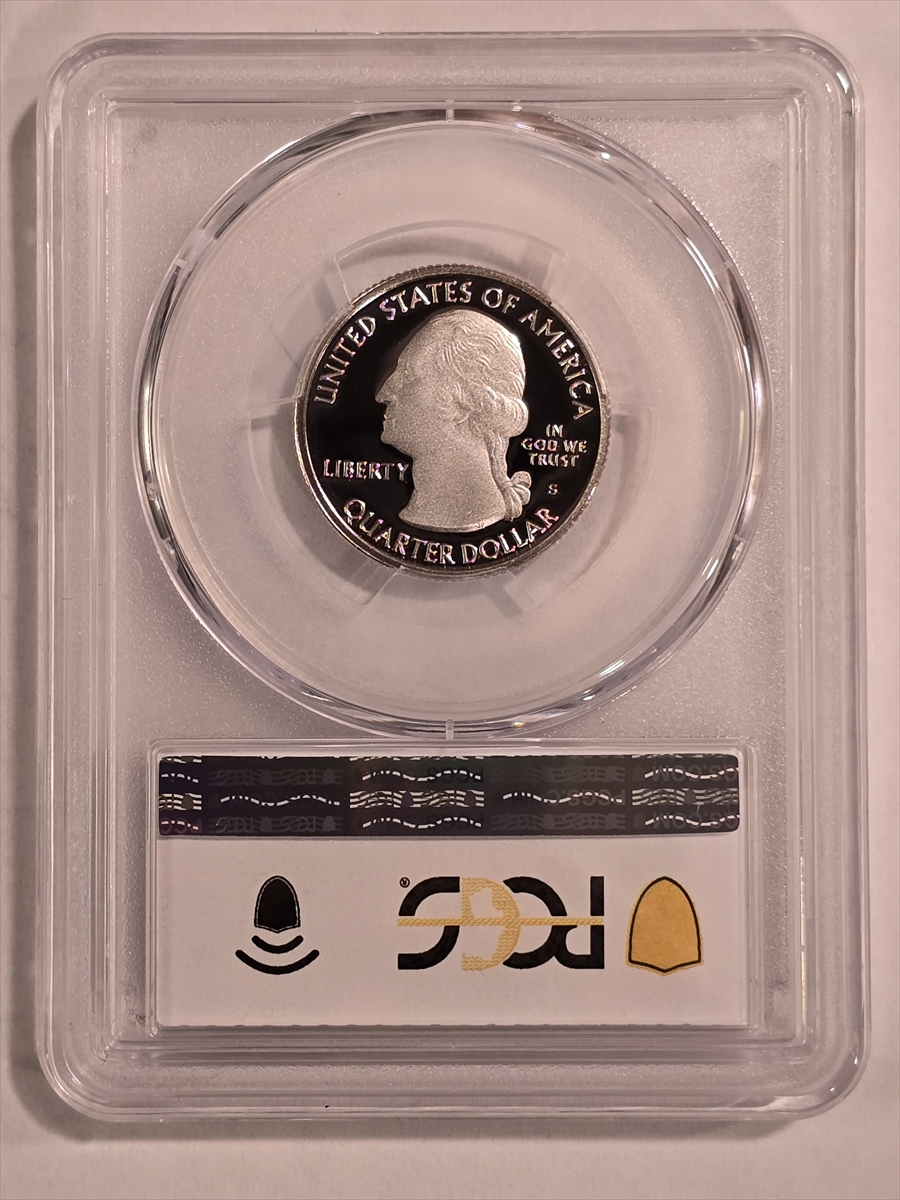 UNITED STATES OF AMERICA
IN
GOD WE
TRUST
LIBERTY
S
QUARTER DOLLAR
PCGS
®